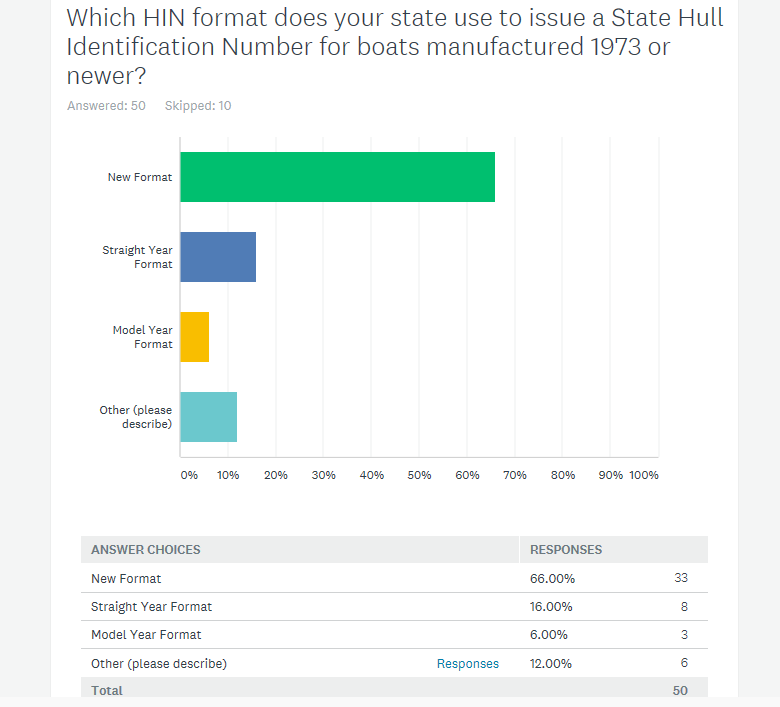 Which HIN format does your state use to issue a State Hull
Identification Number for boats manufactured 1973 or
newer?
Answered: 50 Skipped: 10
New Format
Straight Year
Format
Model Year
Format
Other (please
describe)
0% 10% 20% 30% 40% 50% 60% 70% 80% 90% 100%
ANSWER CHOICES RESPONSES
New Format 66.00% 33
Straight Year Format 16.00% 8
Model Year Format 6.00% 3
Other (please describe) Responses 12.00% 6
Total 50